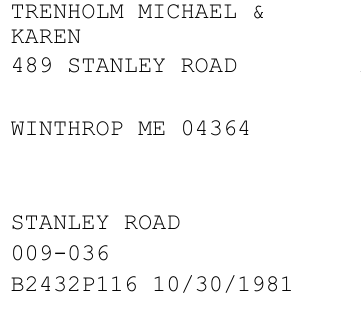 TRENHOLM MICHAEL &
KAREN
489 STANLEY ROAD
WINTHROP ME 04364
STANLEY ROAD
009-036
B2432P116 10/30/1981